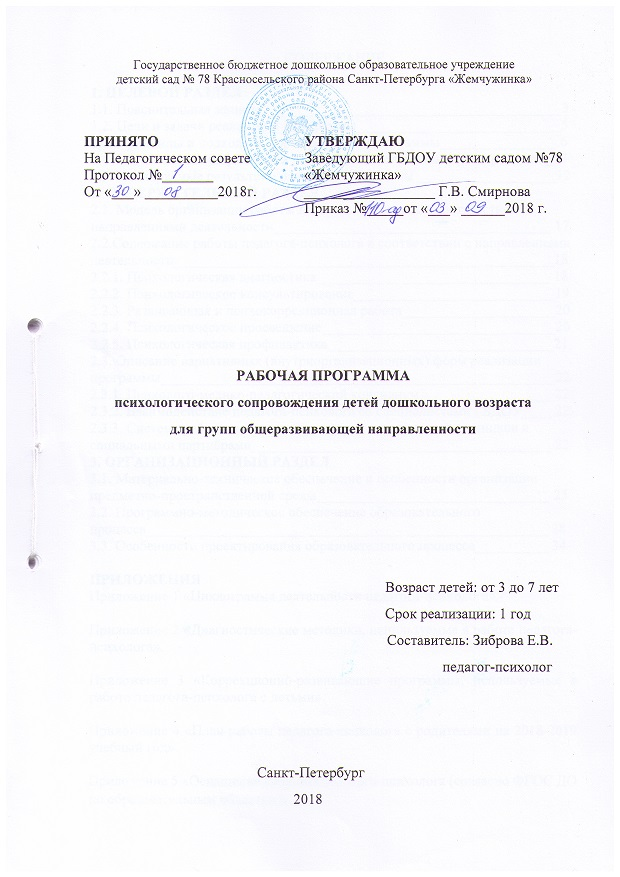 Государственное бюджетное дошкольное образовательное учреждение
детский сад № 78 Красносельского района Санкт-Петербурга «Жемчужинка»
ПРИНЯТО
На Педагогическом совете
Протокол № 1
От «30» 08 2018г.
УТВЕРЖДАЮ
Заведующий ГБДОУ детским садом №78
«Жемчужинка»
Г.В. Смирнова
Приказ № от «03» 09 2018 г.
РАБОЧАЯ ПРОГРАММА
психологического сопровождения детей дошкольного возраста
для групп общеразвивающей направленности
Возраст детей: от 3 до 7 лет
Срок реализации: 1 год
Составитель: Зиброва Е.В.
педагог-психолог
Санкт-Петербург
2018